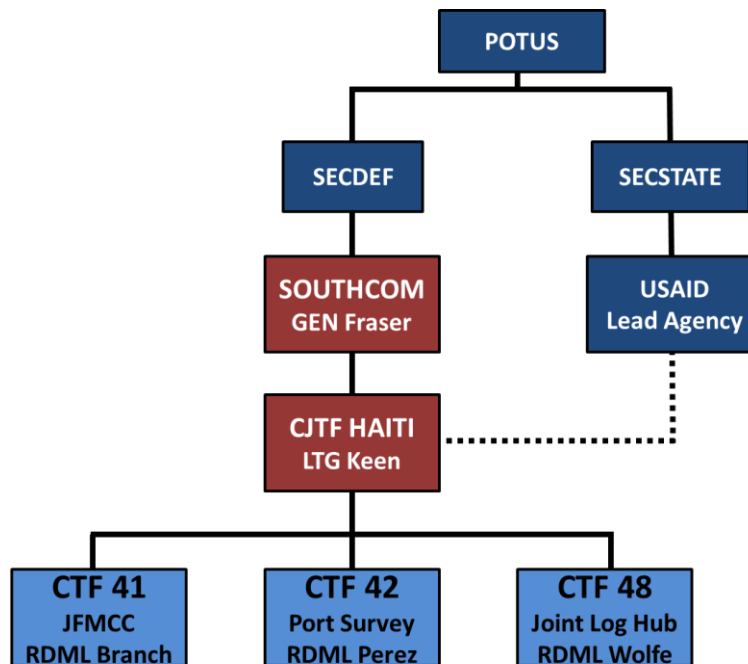 POTUS
SECDEF
SECSTATE
SOUTHCOM
GEN Fraser
USAID
Lead Agency
CJTF HAITI
LTG Keen
CTF 41
JFMCC
RDML Branch
CTF 42
Port Survey
RDML Perez
CTF 48
Joint Log Hub
RDML Wolfe